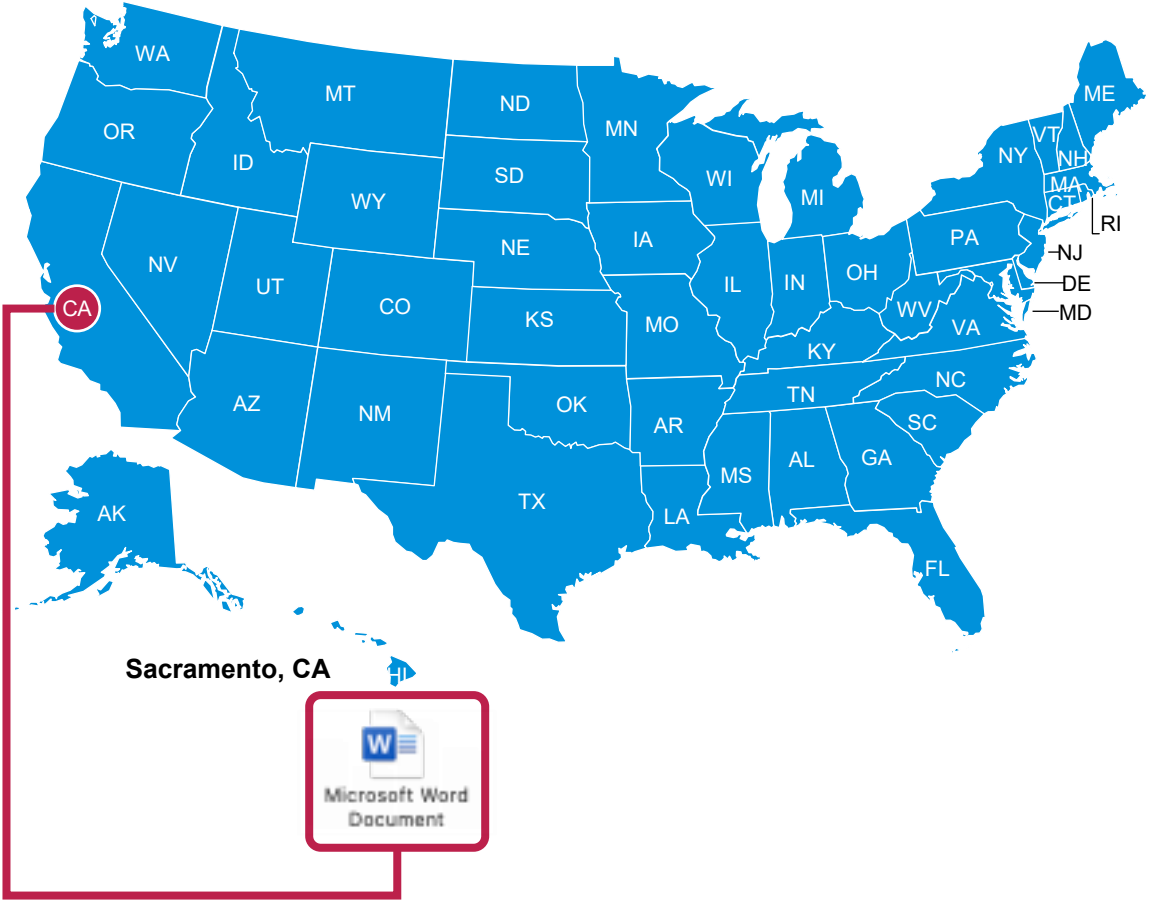 WA
MT
ND
MN
ME
OR
ID
SD
WI
MI
NY
VT
NH
WY
MA
CT
RI
NV
NE
IA
PA
NJ
UT
CO
IL
IN
OH
DE
CA
KS
MO
WV
VA
MD
KY
AZ
NM
OK
AR
TN
NC
SC
MS
AL
GA
TX
LA
AK
FL
HI
Sacramento, CA
W
Microsoft Word
Document